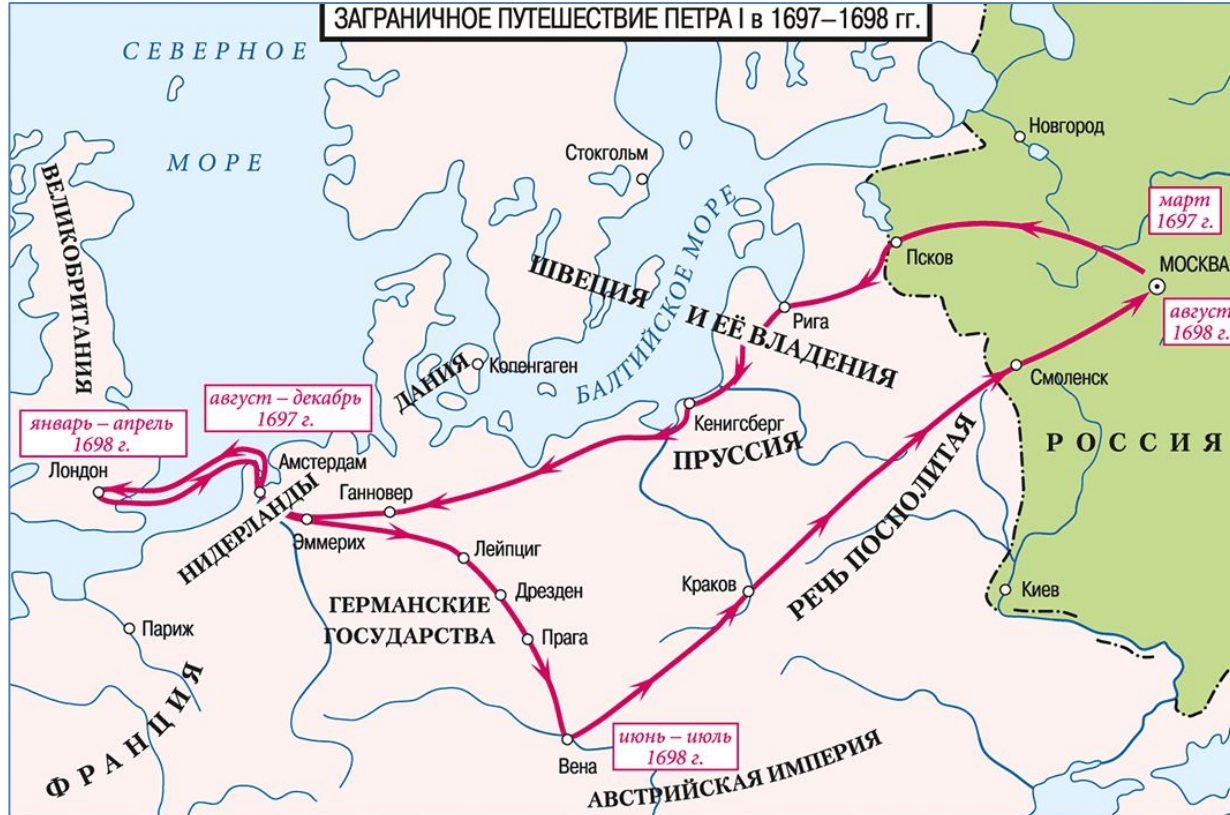 ЗАГРАНИЧНОЕ ПУТЕШЕСТВИЕ ПЕТРА I в 1697–1698 гг.
СЕВЕРНОЕ
МОРЕ
ВЕЛИКОБРИТАНИЯ
Стокгольм
Новгород
март
1697 г.
Псков
МОСКВА
август
1698 г.
БАЛТИЙСКОЕ МОРЕ
ШВЕЦИЯ И ЕЁ ВЛАДЕНИЯ
Рига
ДАНИЯ
Копенгаген
Смоленск
Кенигсберг
ПРУССИЯ
РОССИЯ
август – декабрь
1697 г.
январь – апрель
1698 г.
Лондон
Амстердам
Ганновер
НИДЕРЛАНДЫ
Эммерих
Лейпциг
РЕЧЬ ПОСПОЛИТАЯ
Дрезден
Краков
Киев
ГЕРМАНСКИЕ
ГОСУДАРСТВА
Париж
Прага
ФРАНЦИЯ
Вена
июнь – июль
1698 г.
АВСТРИЙСКАЯ ИМПЕРИЯ